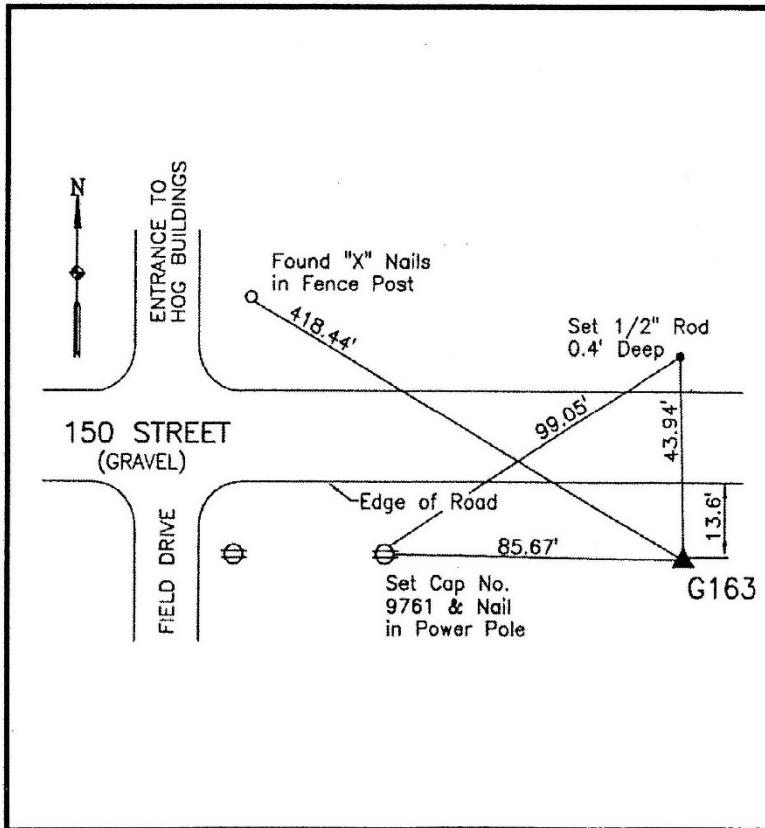 N
ENTRANCE TO
HOG BUILDINGS
Found "X" Nails
in Fence Post
418.44'
Set 1/2" Rod
0.4' Deep
99.05'
43.94'
150 STREET
(GRAVEL)
Edge of Road
13.6'
85.67'
G163
FIELD DRIVE
Set Cap No.
9761 & Nail
in Power Pole